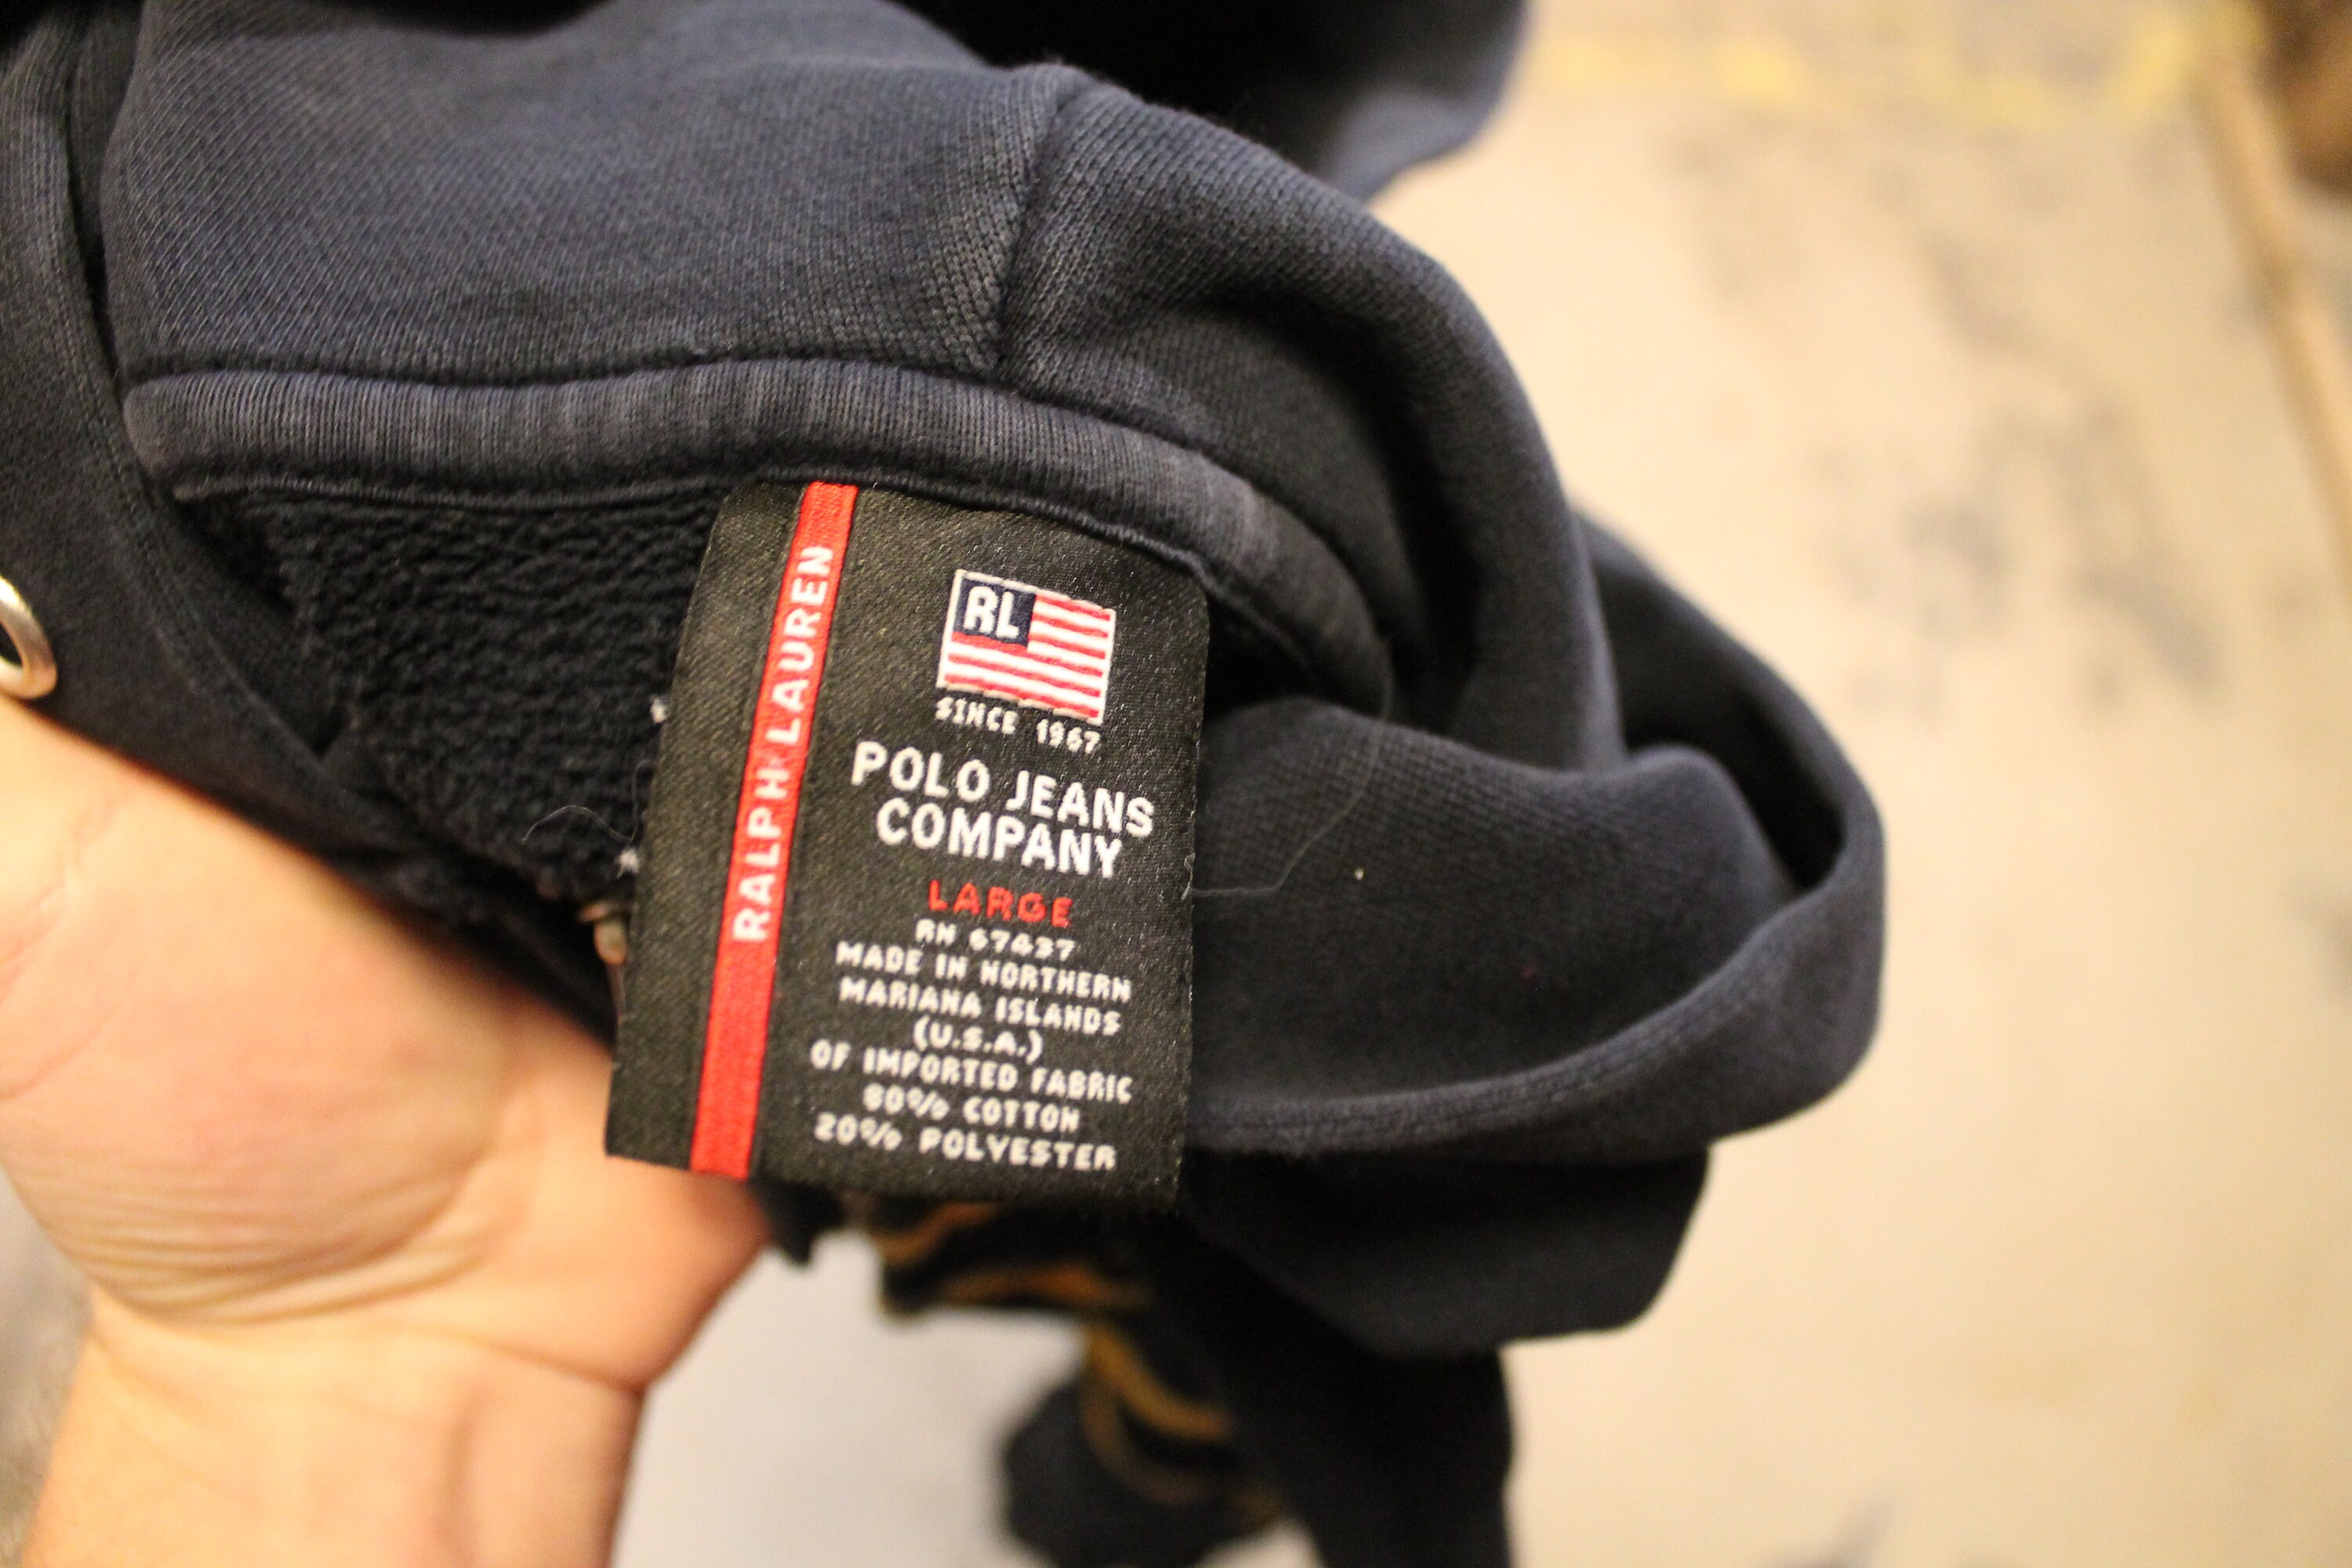 RALPH LAUREN
RL
SINCE 1967
POLO JEANS
COMPANY
LARGE
RN 67437
MADE IN NORTHERN
MARIANA ISLANDS
(U.S.A.)
OF IMPORTED FABRIC
80% COTTON
20% POLYESTER